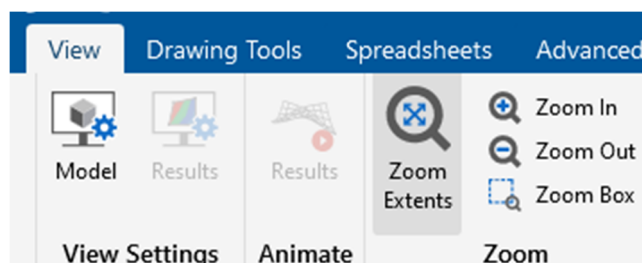 View Drawing Tools Spreadsheets Advanced
Model Results Results Zoom Extents Zoom In
Zoom Out
Zoom Box
View Settings Animate Zoom